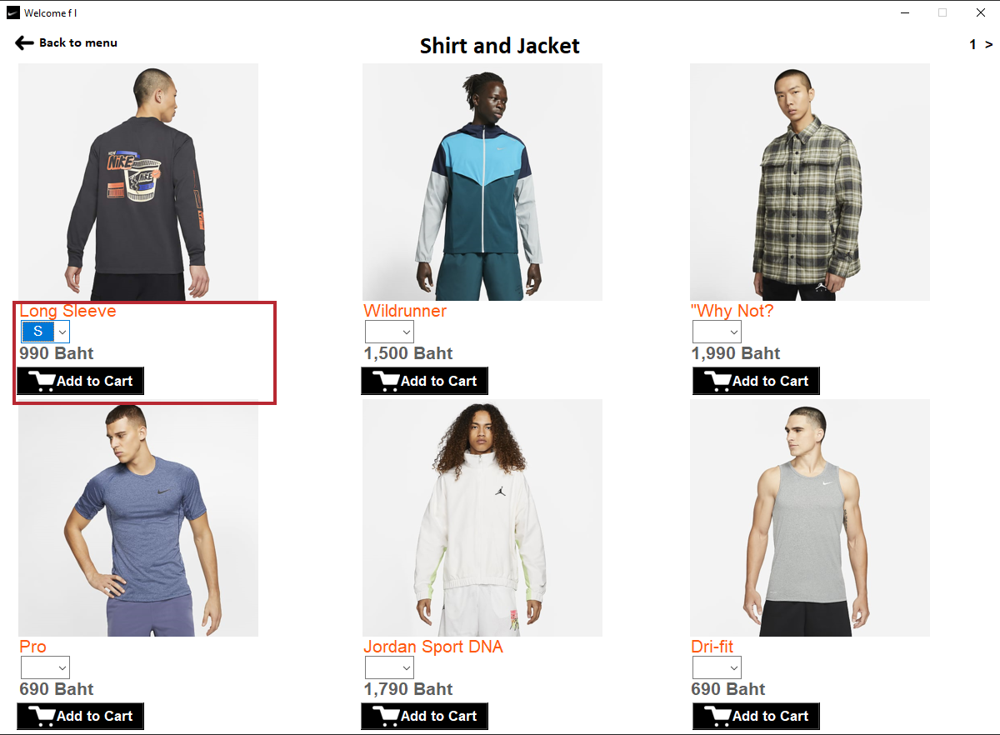 Welcome f l
Back to menu
Shirt and Jacket
1 >
NEW
NIKE
NIKE
Long Sleeve
S
990 Baht
Add to Cart
Wildrunner
1,500 Baht
Add to Cart
"Why Not?
1,990 Baht
Add to Cart
Pro
690 Baht
Add to Cart
Jordan Sport DNA
1,790 Baht
Add to Cart
Dri-fit
690 Baht
Add to Cart